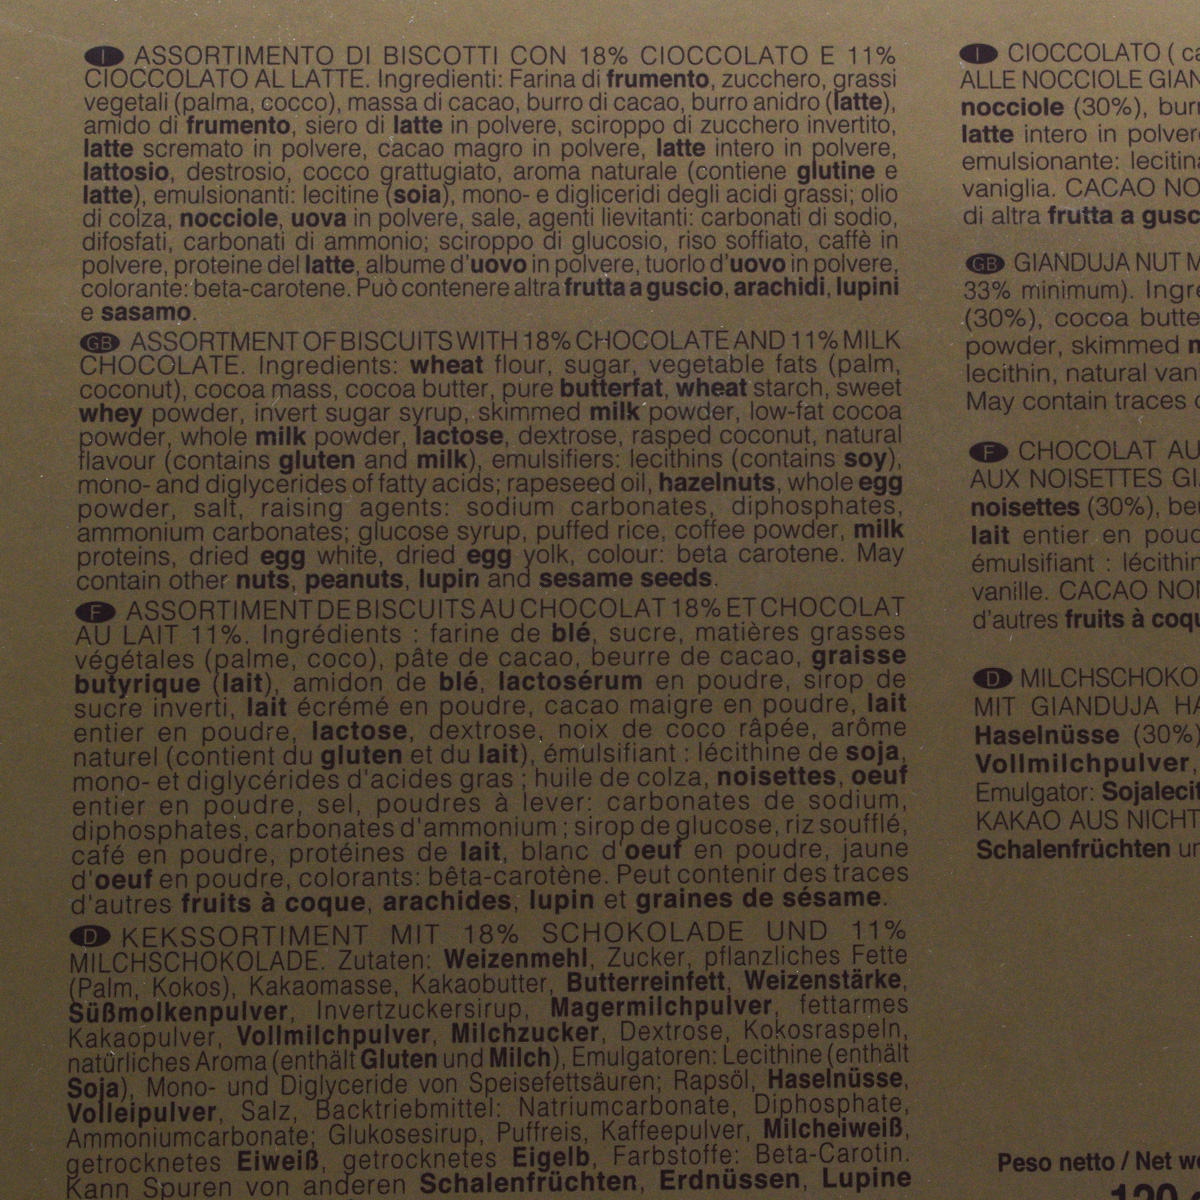 I ASSORTIMENTO DI BISCOTTI CON 18% CIOCCOLATO E 11%
CIOCCOLATO AL LATTE. Ingredienti: Farina di frumento, zucchero, grassi
vegetali (palma, cocco), massa di cacao, burro di cacao, burro anidro (latte),
amido di frumento, siero di latte in polvere, sciroppo di zucchero invertito,
latte scremato in polvere, cacao magro in polvere, latte intero in polvere,
lattosio, destrosio, cocco grattugiato, aroma naturale (contiene glutine e
latte), emulsionanti: lecitine (soia), mono- e digliceridi degli acidi grassi; olio
di colza, nocciole, uova in polvere, sale, agenti lievitanti: carbonati di sodio,
difosfati, carbonati di ammonio; sciroppo di glucosio, riso soffiato, caffè in
polvere, proteine del latte, albume d'uovo in polvere, tuorlo d'uovo in polvere,
colorante: beta-carotene. Può contenere altra frutta a guscio, arachidi, lupini
e sasamo.
GB ASSORTMENT OF BISCUITS WITH 18% CHOCOLATE AND 11% MILK
CHOCOLATE. Ingredients: wheat flour, sugar, vegetable fats (palm,
coconut), cocoa mass, cocoa butter, pure butterfat, wheat starch, sweet
whey powder, invert sugar syrup, skimmed milk powder, low-fat cocoa
powder, whole milk powder, lactose, dextrose, rasped coconut, natural
flavour (contains gluten and milk), emulsifiers: lecithins (contains soy),
mono- and diglycerides of fatty acids; rapeseed oil, hazelnuts, whole egg
powder, salt, raising agents: sodium carbonates, diphosphates,
ammonium carbonates; glucose syrup, puffed rice, coffee powder, milk
proteins, dried egg white, dried egg yolk, colour: beta carotene. May
contain other nuts, peanuts, lupin and sesame seeds.
F ASSORTIMENT DE BISCUITS AU CHOCOLAT 18% ET CHOCOLAT
AU LAIT 11%. Ingrédients : farine de blé, sucre, matières grasses
végétales (palme, coco), pâte de cacao, beurre de cacao, graisse
butyrique (lait), amidon de blé, lactosérum en poudre, sirop de
sucre inverti, lait écrémé en poudre, cacao maigre en poudre, lait
entier en poudre, lactose, dextrose, noix de coco râpée, arôme
naturel (contient du gluten et du lait), émulsifiant : lécithine de soja,
mono- et diglycérides d'acides gras ; huile de colza, noisettes, oeuf
entier en poudre, sel, poudres à lever: carbonates de sodium,
diphosphates, carbonates d'ammonium ; sirop de glucose, riz soufflé,
café en poudre, protéines de lait, blanc d'oeuf en poudre, jaune
d'oeuf en poudre, colorants: bêta-carotène. Peut contenir des traces
d'autres fruits à coque, arachides, lupin et graines de sésame.
D KEKSSORTIMENT MIT 18% SCHOKOLADE UND 11%
MILCHSCHOKOLADE. Zutaten: Weizenmehl, Zucker, pflanzliches Fette
(Palm, Kokos), Kakaomasse, Kakaobutter, Butterreinfett, Weizenstärke,
Süßmolkenpulver, Invertzuckersirup, Magermilchpulver, fettarmes
Kakaopulver, Vollmilchpulver, Milchzucker, Dextrose, Kokosraspeln,
natürliches Aroma (enthält Gluten und Milch), Emulgatoren: Lecithine (enthält
Soja), Mono- und Diglyceride von Speisefettsäuren; Rapsöl, Haselnüsse,
Volleipulver, Salz, Backtriebmittel: Natriumcarbonate, Diphosphate,
Ammoniumcarbonate; Glukosesirup, Puffreis, Kaffeepulver, Milcheiweiß,
getrocknetes Eiweiß, getrocknetes Eigelb, Farbstoffe: Beta-Carotin.
Kann Spuren von anderen Schalenfrüchten, Erdnüssen, Lupine
I CIOCCOLATO ( ca
ALLE NOCCIOLE GIAN
nocciole (30%), burr
latte intero in polver
emulsionante: lecitina
vaniglia. CACAO NO
di altra frutta a gusc
GB GIANDUJA NUT M
33% minimum). Ingre
(30%), cocoa butte
powder, skimmed m
lecithin, natural van
May contain traces o
F CHOCOLAT AU
AUX NOISETTES GI
noisettes (30%), beu
lait entier en poud
émulsifiant : lécithin
vanille. CACAO NOI
d'autres fruits à coqu
D MILCHSCHOKO
MIT GIANDUJA HA
Haselnüsse (30%)
Vollmilchpulver,
Emulgator: Sojalecit
KAKAO AUS NICHT
Schalenfrüchten un
Peso netto / Net we
120